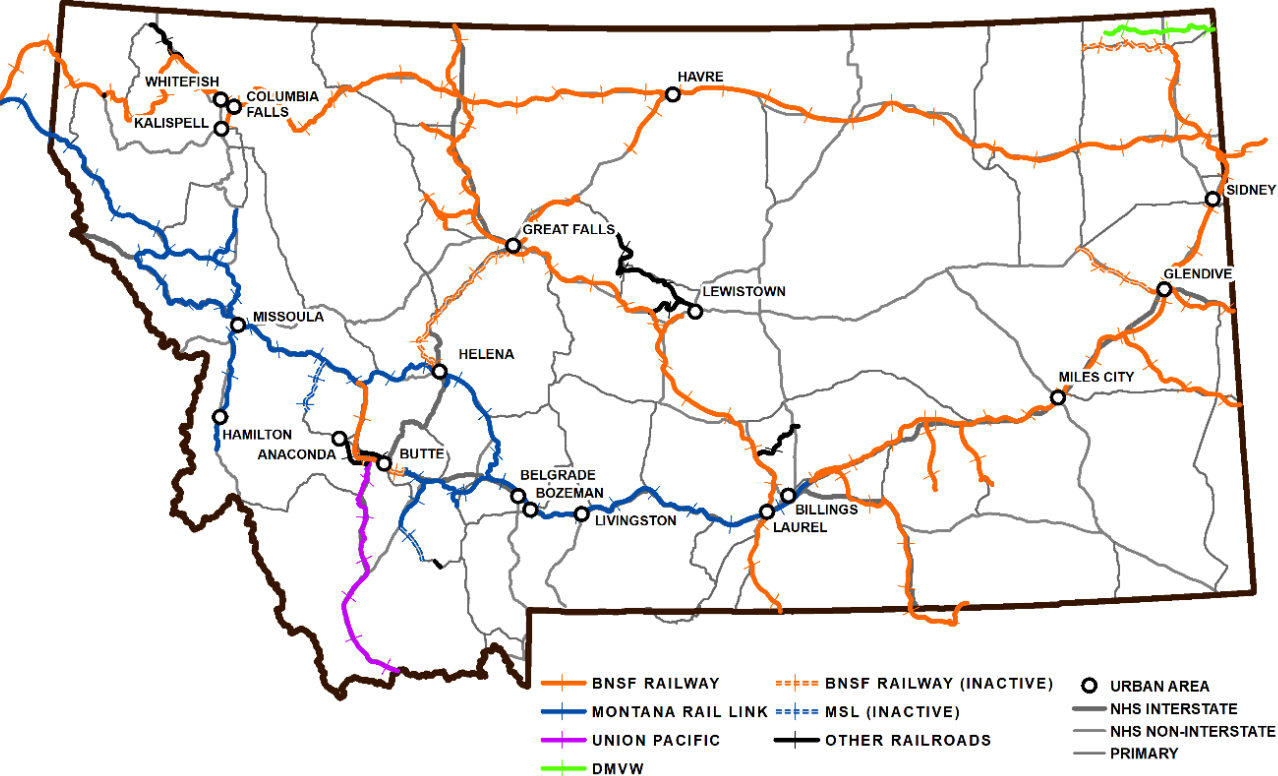 HAVRE
WHITEFISH
COLUMBIA
FALLS
KALISPELL
SIDNEY
GREAT FALLS
GLENDIVE
LEWISTOWN
MISSOULA
HELENA
MILES CITY
HAMILTON
ANACONDA
BUTTE
BELGRADE
BOZEMAN
LIVINGSTON
BILLINGS
LAUREL
BNSF RAILWAY
MONTANA RAIL LINK
UNION PACIFIC
DMVW
BNSF RAILWAY (INACTIVE)
MSL (INACTIVE)
OTHER RAILROADS
URBAN AREA
NHS INTERSTATE
NHS NON-INTERSTATE
PRIMARY